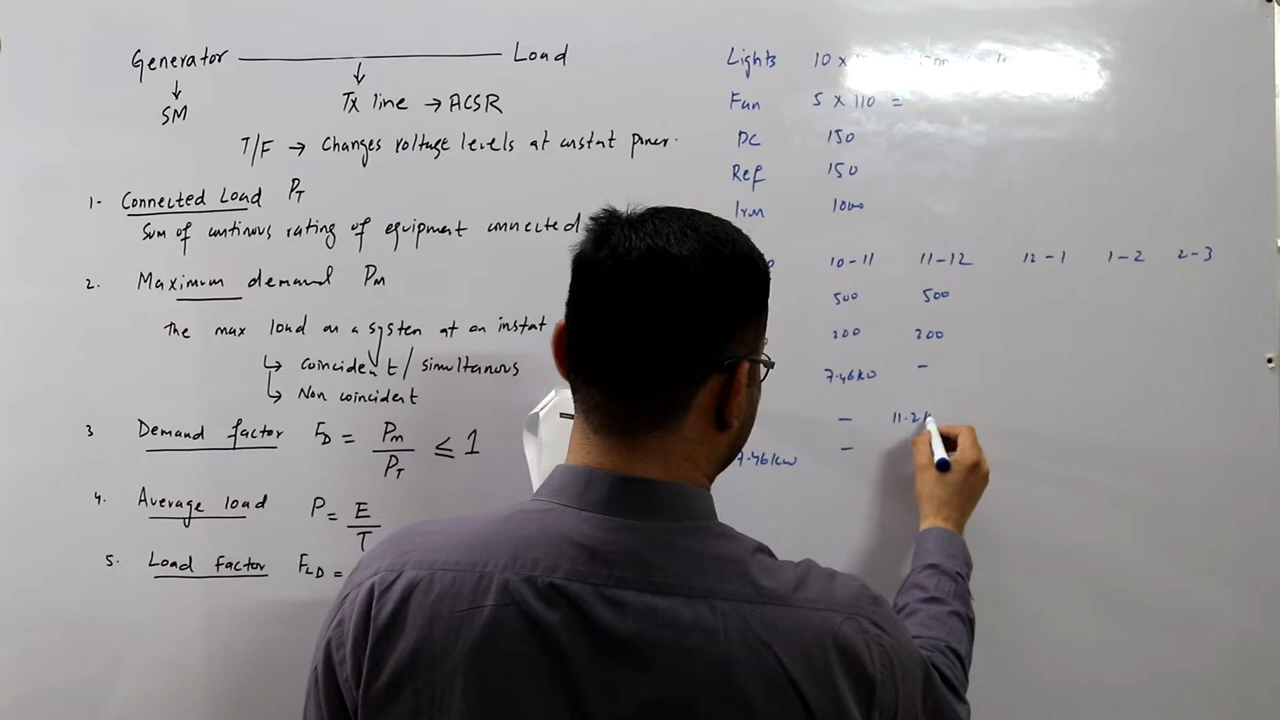 Generator Load
SM
Tx line → ACSR
T/F → Changes voltage levels at constat power.
1- Connected Load PT
Sum of continous rating of equipment connected
2. Maximum demand PM
The max load on a system at an instat
↳ coincident / simultanous
↳ Non coincident
3 Demand factor FD = PM / PT ≤ 1
4. Average load P = E / T
5. Load factor FLD =
Lights 10 ×
Fan 5 × 110 =
PC 150
Ref 150
Iron 1000
10-11 11-12 12-1 1-2 2-3
500 500
200 200
7.46kW -
- 11.2
7.46kW -